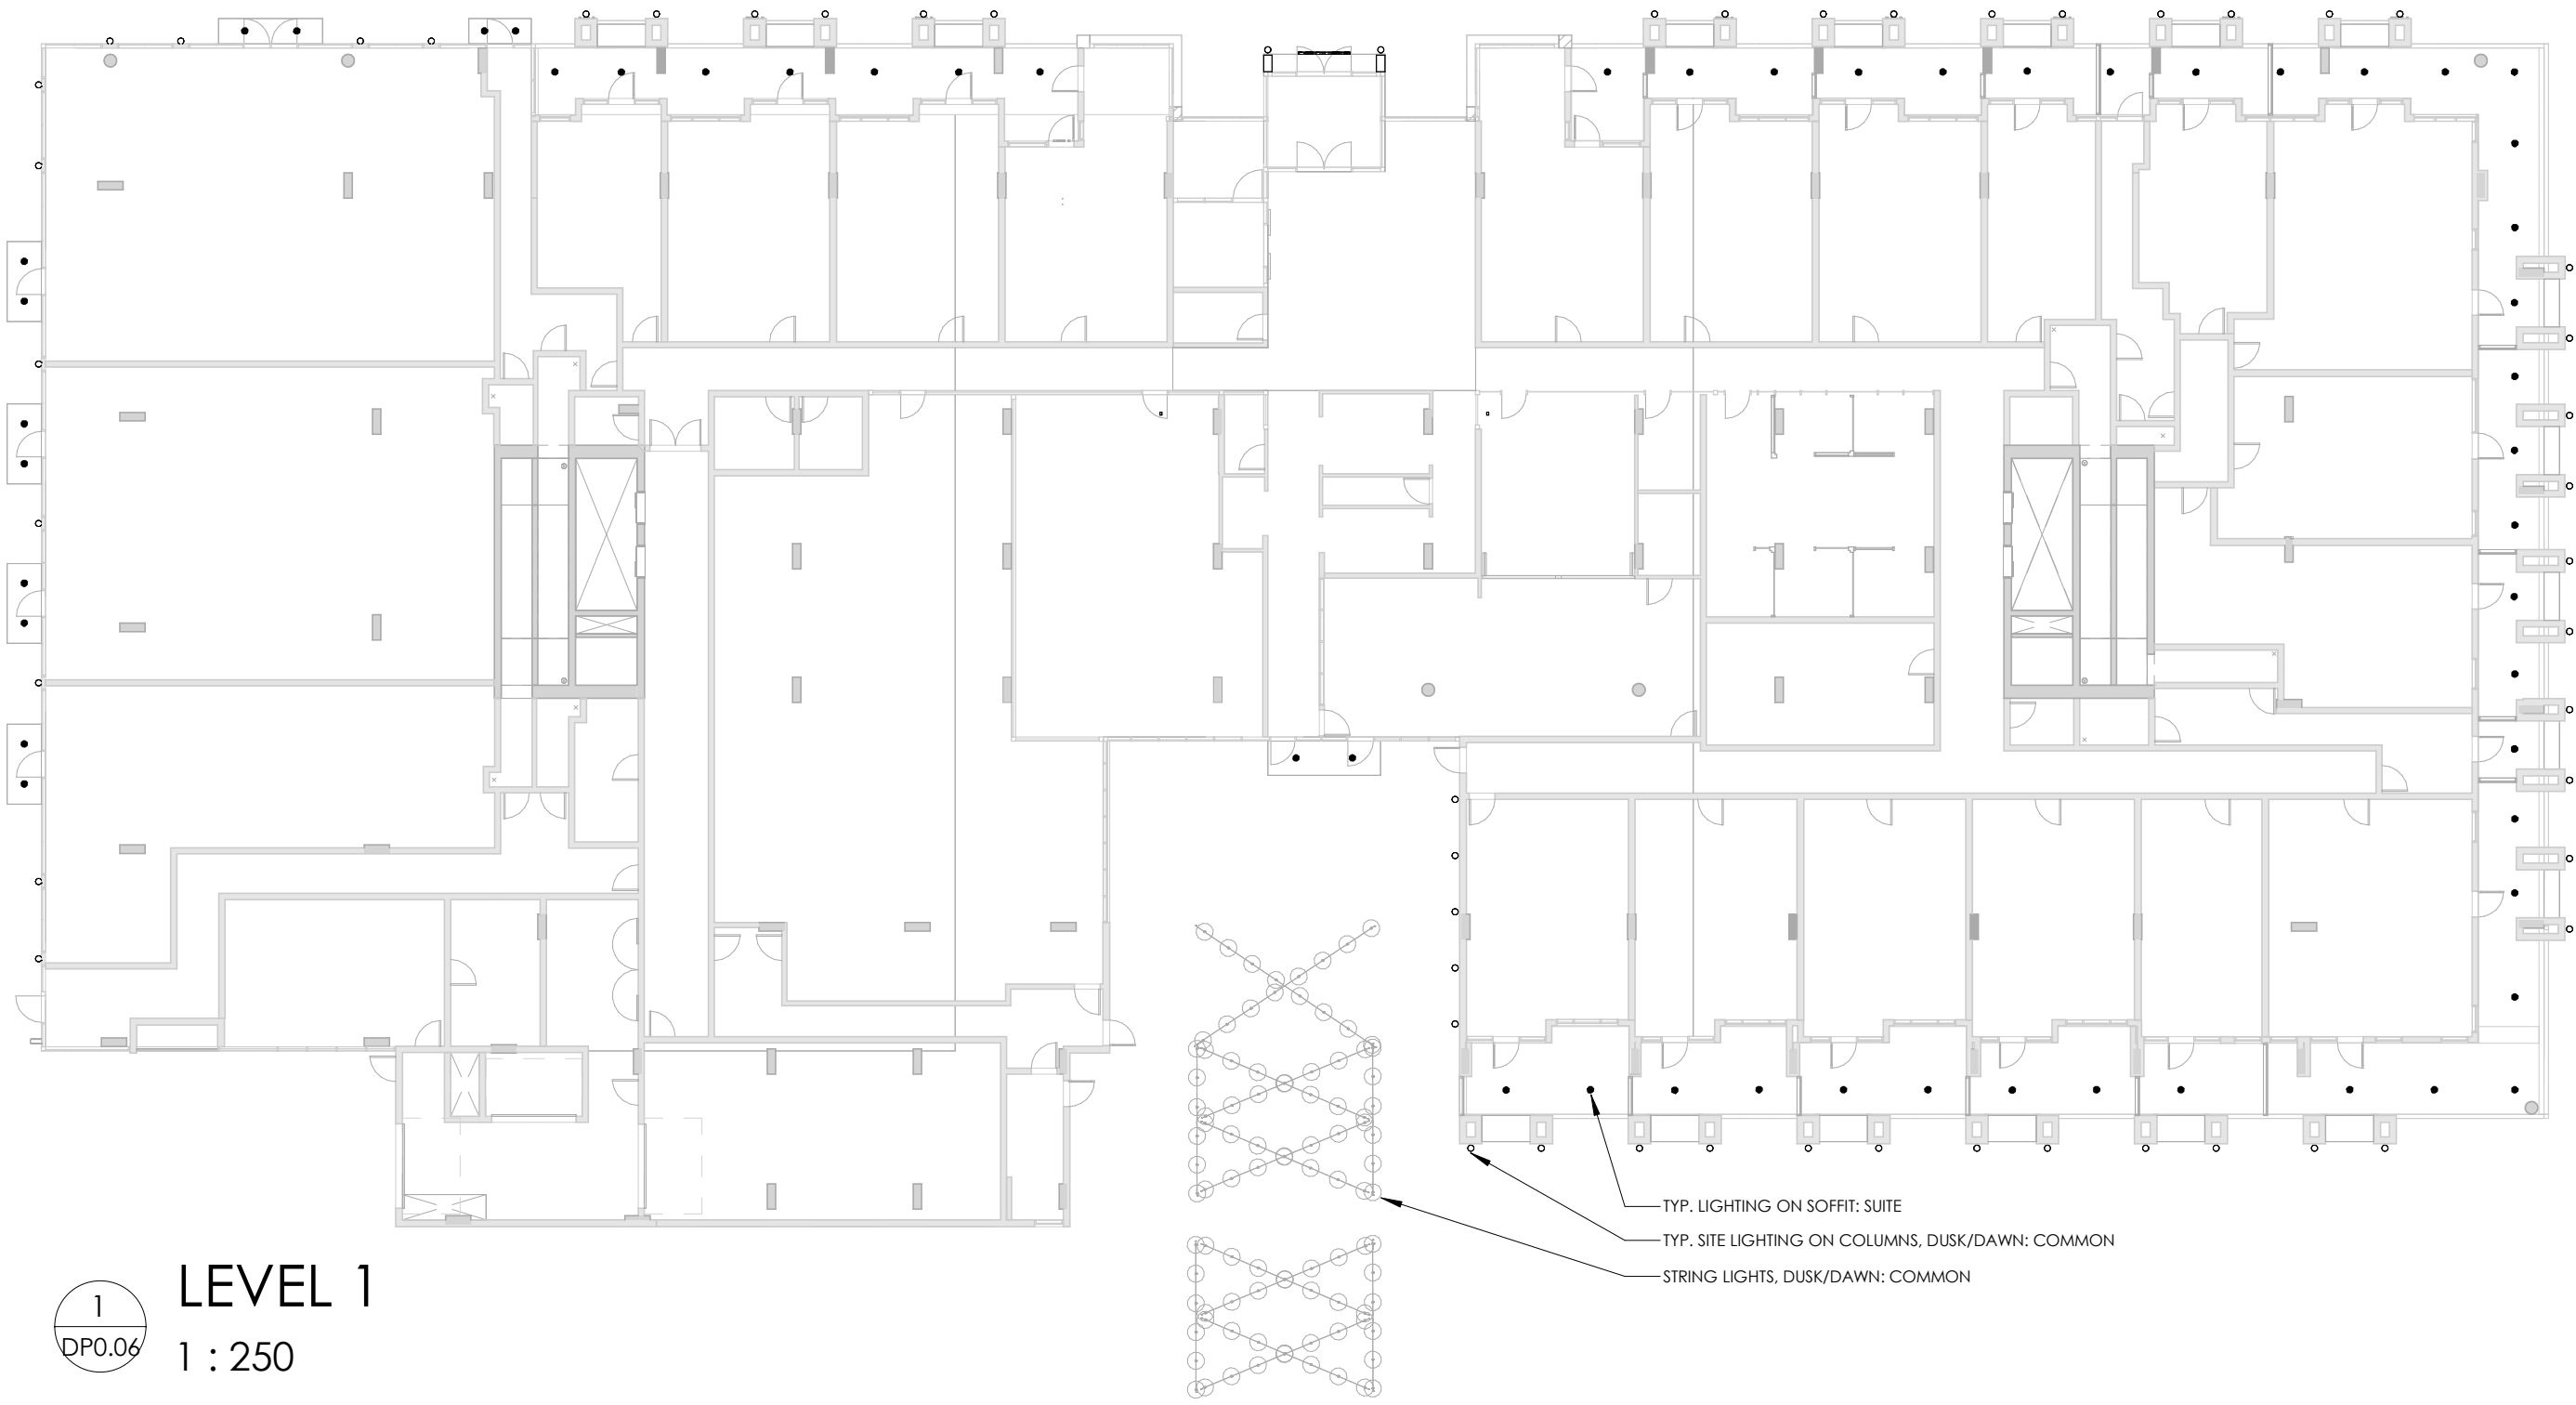 TYP. LIGHTING ON SOFFIT: SUITE
TYP. SITE LIGHTING ON COLUMNS, DUSK/DAWN: COMMON
STRING LIGHTS, DUSK/DAWN: COMMON
1
DP0.06
LEVEL 1
1 : 250